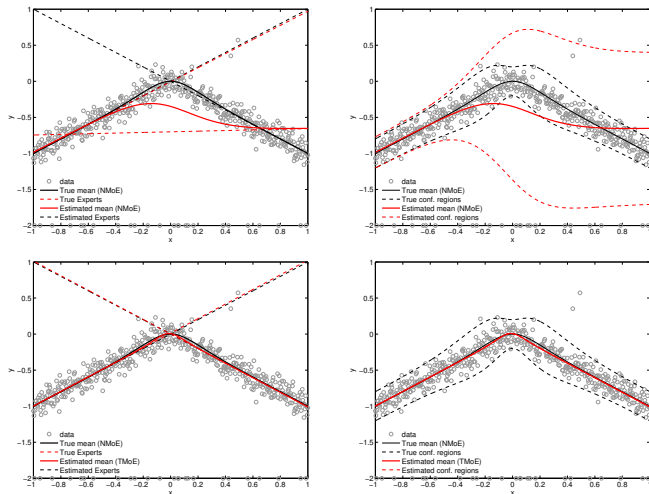 1
0.5
0
−0.5
−1
−1.5
−2
y
data
True mean (NMoE)
True Experts
Estimated mean (NMoE)
Estimated Experts
−1 −0.8 −0.6 −0.4 −0.2 0 0.2 0.4 0.6 0.8 1
x
1
0.5
0
−0.5
−1
−1.5
−2
y
data
True mean (NMoE)
True conf. regions
Estimated mean (NMoE)
Estimated conf. regions
−1 −0.8 −0.6 −0.4 −0.2 0 0.2 0.4 0.6 0.8 1
x
1
0.5
0
−0.5
−1
−1.5
−2
y
data
True mean (NMoE)
True Experts
Estimated mean (TMoE)
Estimated Experts
−1 −0.8 −0.6 −0.4 −0.2 0 0.2 0.4 0.6 0.8 1
x
1
0.5
0
−0.5
−1
−1.5
−2
y
data
True mean (NMoE)
True conf. regions
Estimated mean (TMoE)
Estimated conf. regions
−1 −0.8 −0.6 −0.4 −0.2 0 0.2 0.4 0.6 0.8
x